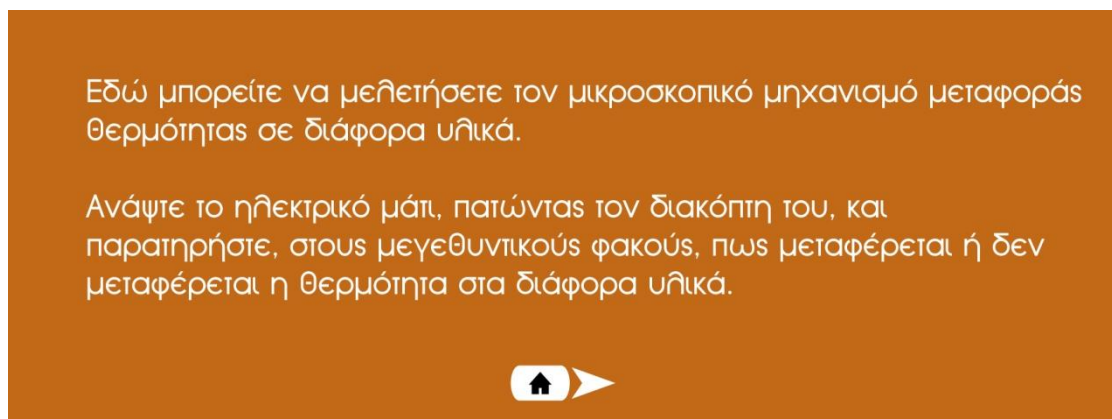 Εδώ μπορείτε να μελετήσετε τον μικροσκοπικό μηχανισμό μεταφοράς
θερμότητας σε διάφορα υλικά.
Ανάψτε το ηλεκτρικό μάτι, πατώντας τον διακόπτη του, και
παρατηρήστε, στους μεγεθυντικούς φακούς, πως μεταφέρεται ή δεν
μεταφέρεται η θερμότητα στα διάφορα υλικά.